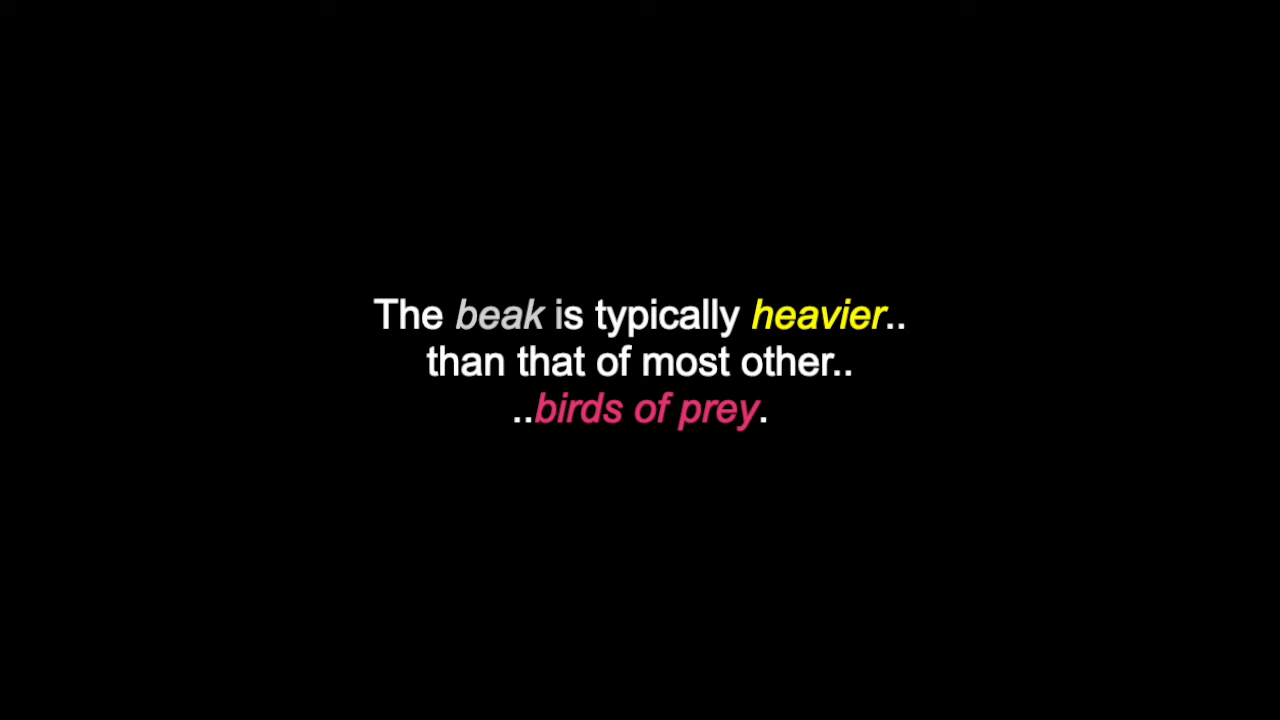 The beak is typically heavier..
than that of most other..
..birds of prey.